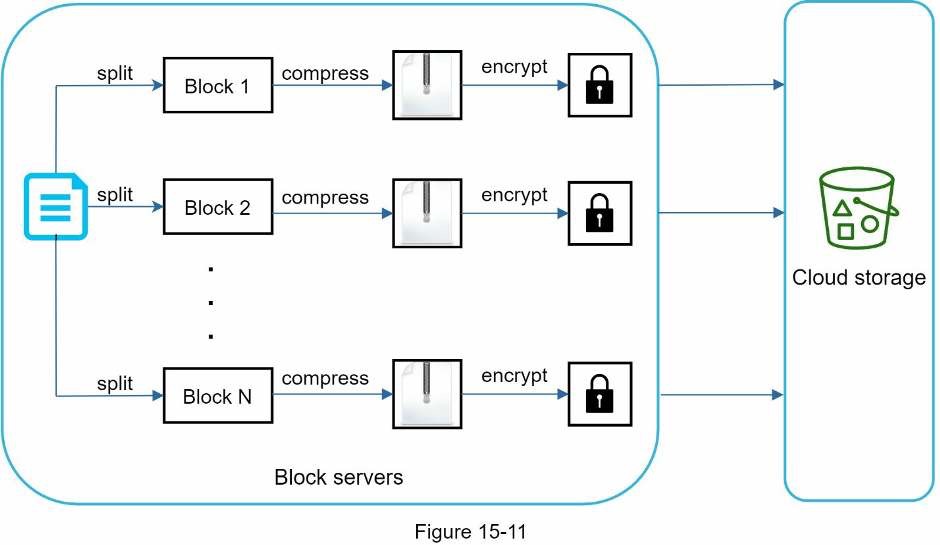 split
Block 1
compress
encrypt
split
Block 2
compress
encrypt
Cloud storage
.
.
.
split
Block N
compress
encrypt
Block servers
Figure 15-11